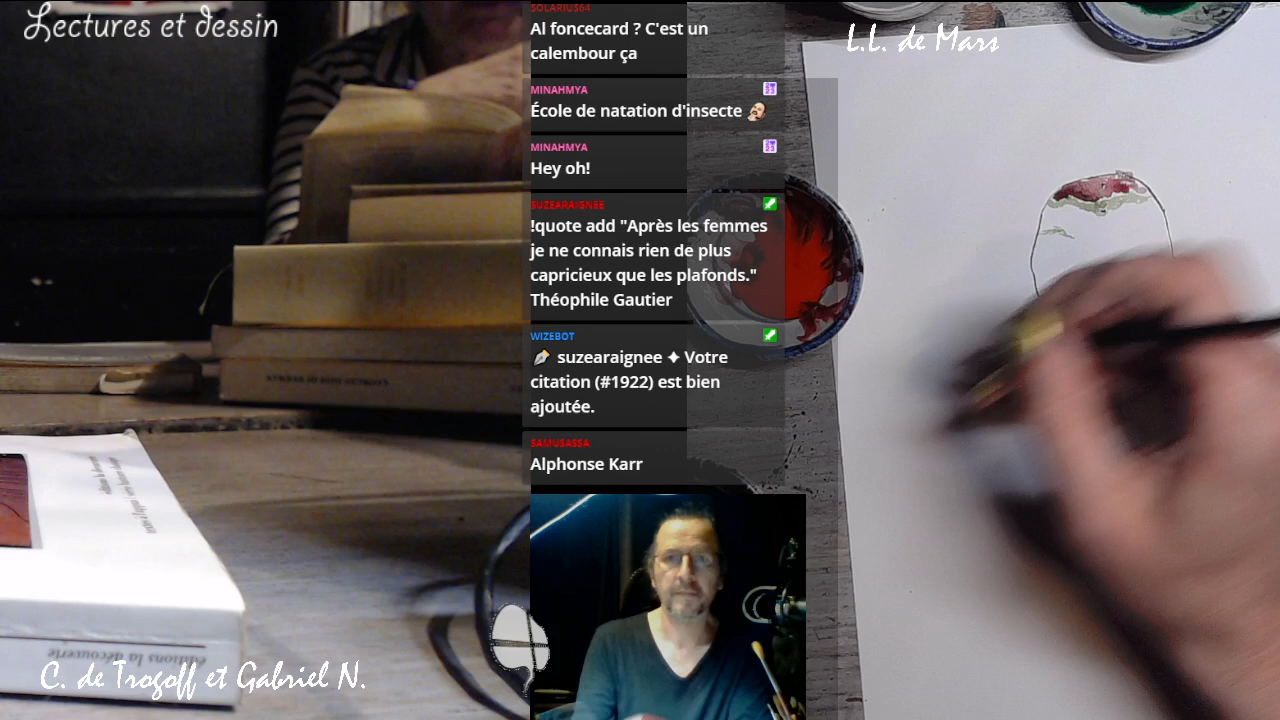 Lectures et dessin
L.L. de Mars
SOLARIUS64
Al foncecard ? C'est un
calembour ça
MINAHMYA
École de natation d'insecte
MINAHMYA
Hey oh!
SUZEARAIGNEE
!quote add "Après les femmes
je ne connais rien de plus
capricieux que les plafonds."
Théophile Gautier
WIZEBOT
suzearaignee ✦ Votre
citation (#1922) est bien
ajoutée.
SAMUSASSA
Alphonse Karr
éditions la découverte
C. de Trogoff et Gabriel N.